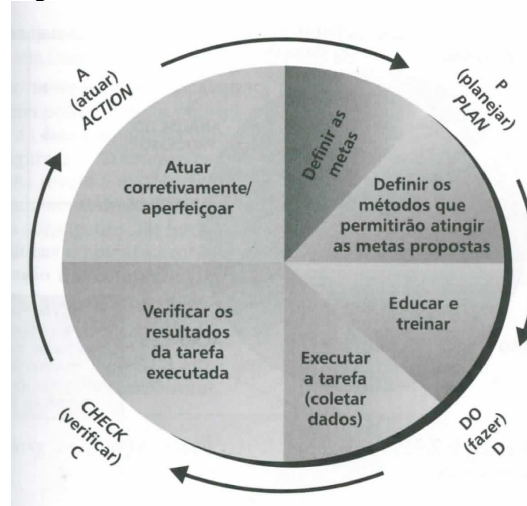 A
(atuar)
ACTION
P
(planejar)
PLAN
Definir as
metas
Atuar
corretivamente/
aperfeiçoar
Definir os
métodos que
permitirão atingir
as metas propostas
Educar e
treinar
Verificar os
resultados
da tarefa
executada
Executar
a tarefa
(coletar
dados)
CHECK
(verificar)
C
DO
(fazer)
D